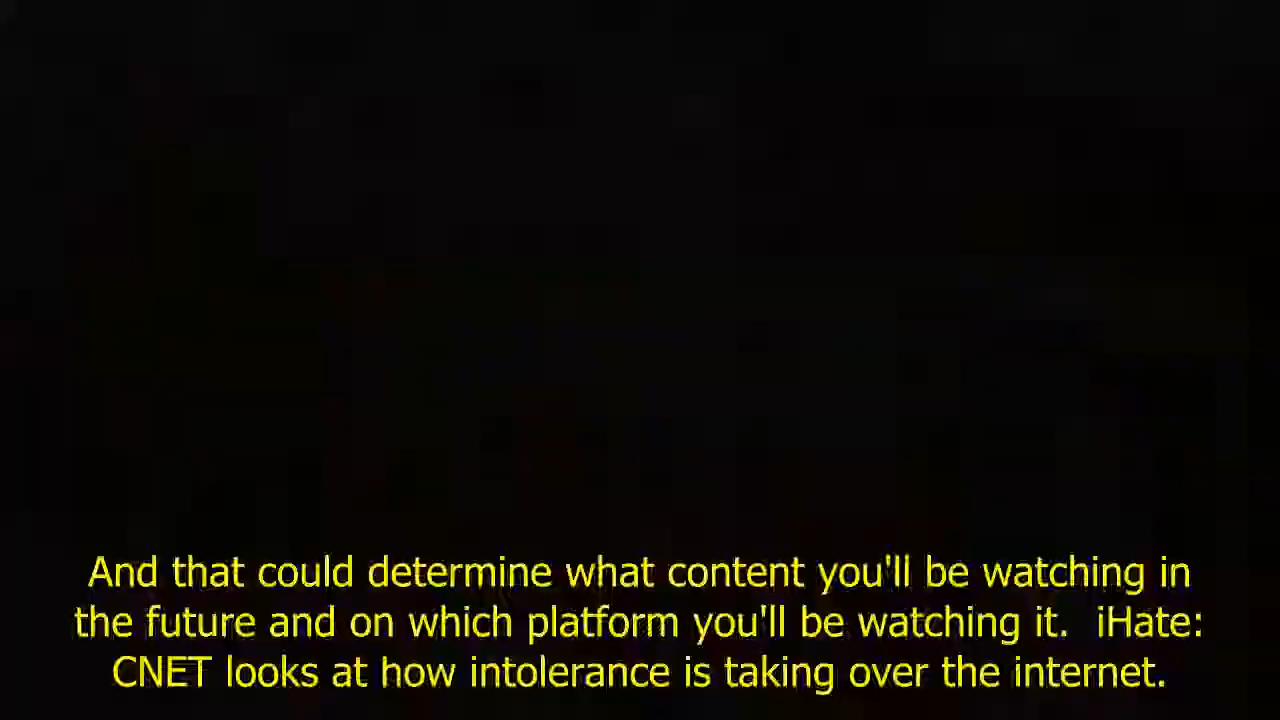 And that could determine what content you'll be watching in
the future and on which platform you'll be watching it.  iHate:
CNET looks at how intolerance is taking over the internet.